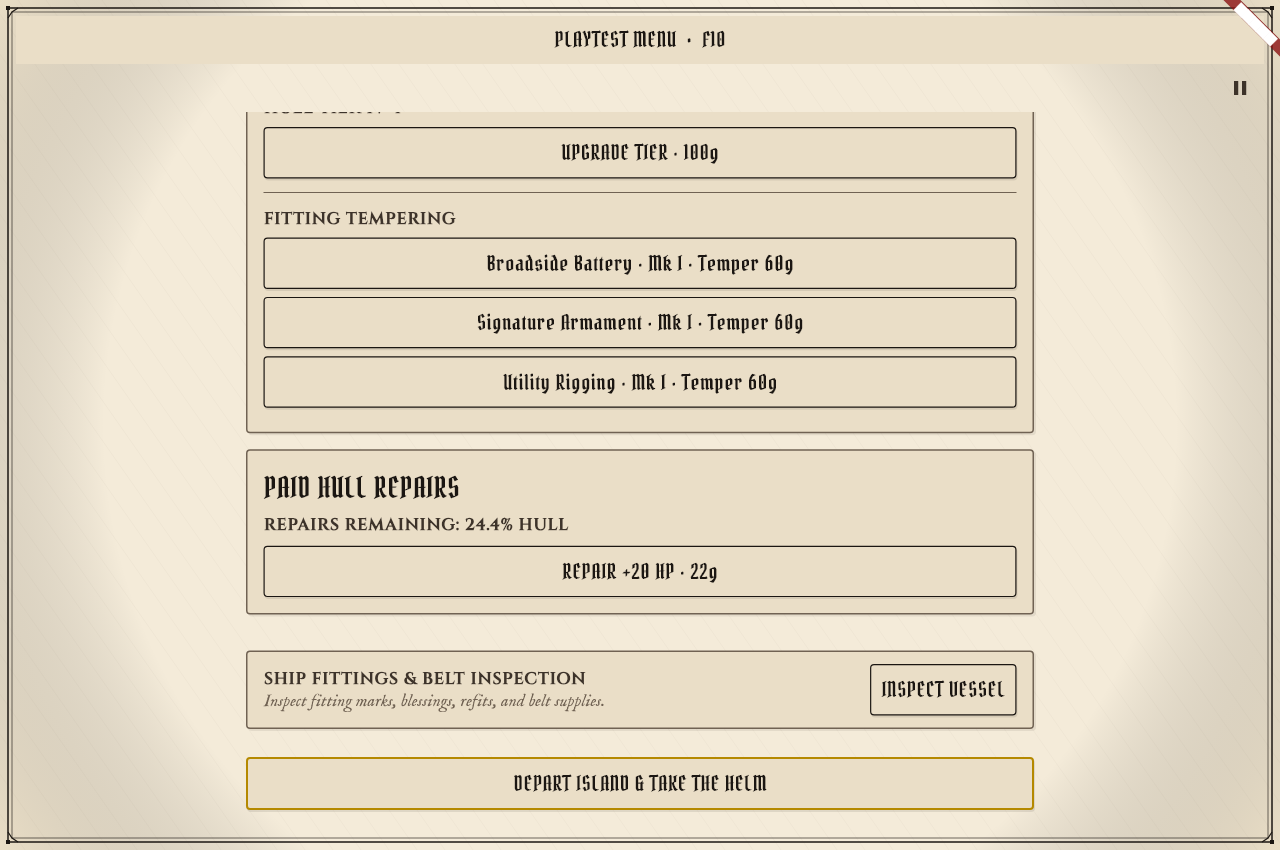 PLAYTEST MENU · F10
UPGRADE TIER · 100g
FITTING TEMPERING
Broadside Battery · Mk I · Temper 60g
Signature Armament · Mk I · Temper 60g
Utility Rigging · Mk I · Temper 60g
PAID HULL REPAIRS
REPAIRS REMAINING: 24.4% HULL
REPAIR +20 HP · 22g
SHIP FITTINGS & BELT INSPECTION
Inspect fitting marks, blessings, refits, and belt supplies.
INSPECT VESSEL
DEPART ISLAND & TAKE THE HELM